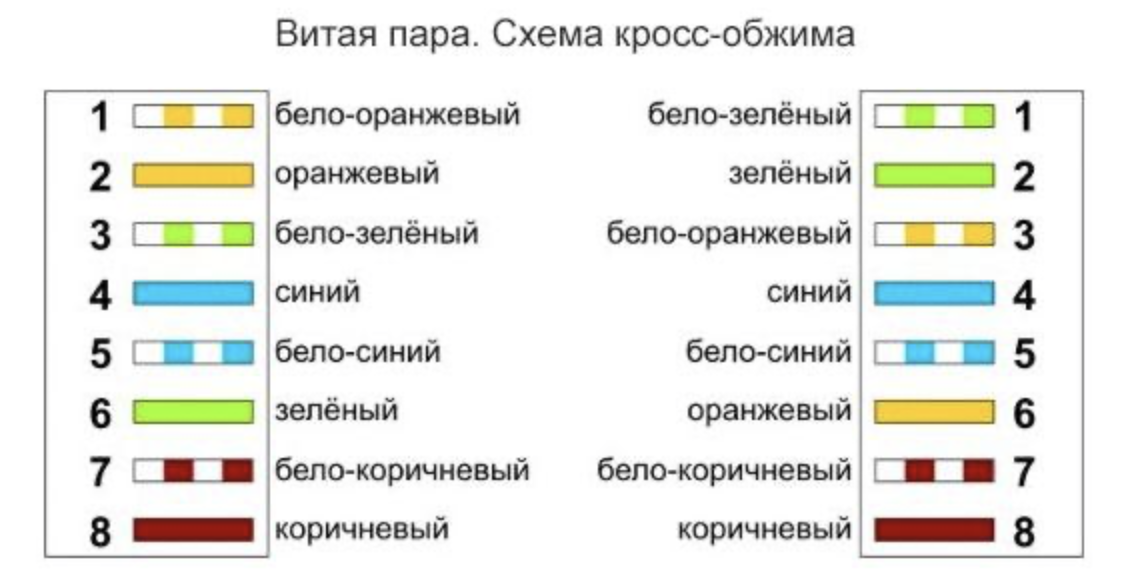 Витая пара. Схема кросс-обжима
1 бело-оранжевый бело-зелёный 1
2 оранжевый зелёный 2
3 бело-зелёный бело-оранжевый 3
4 синий синий 4
5 бело-синий бело-синий 5
6 зелёный оранжевый 6
7 бело-коричневый бело-коричневый 7
8 коричневый коричневый 8